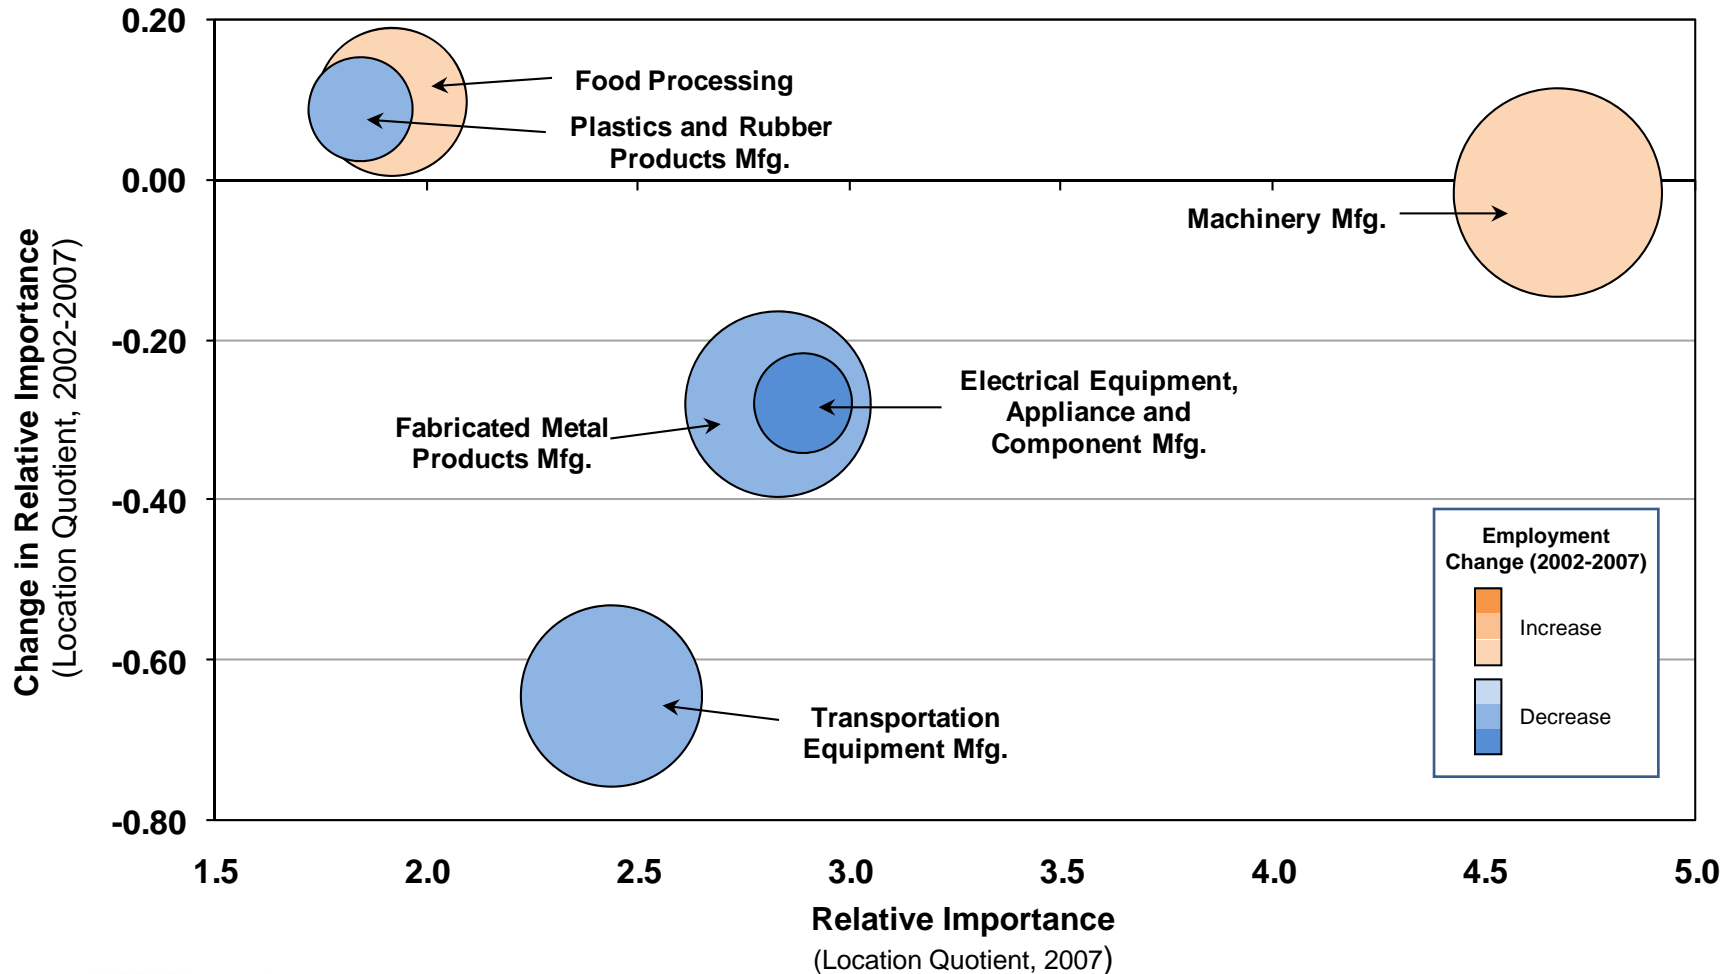 0.20
0.00
-0.20
-0.40
-0.60
-0.80
Change in Relative Importance
(Location Quotient, 2002-2007)
Food Processing
Plastics and Rubber
Products Mfg.
Machinery Mfg.
Electrical Equipment,
Appliance and
Component Mfg.
Fabricated Metal
Products Mfg.
Transportation
Equipment Mfg.
Employment
Change (2002-2007)
Increase
Decrease
1.5 2.0 2.5 3.0 3.5 4.0 4.5 5.0
Relative Importance
(Location Quotient, 2007)